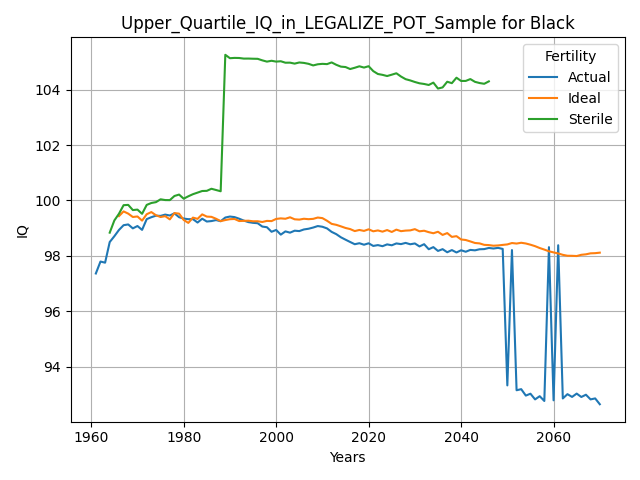 Upper_Quartile_IQ_in_LEGALIZE_POT_Sample for Black
Fertility
Actual
Ideal
Sterile
104
102
100
98
96
94
IQ
1960
1980
2000
2020
2040
2060
Years